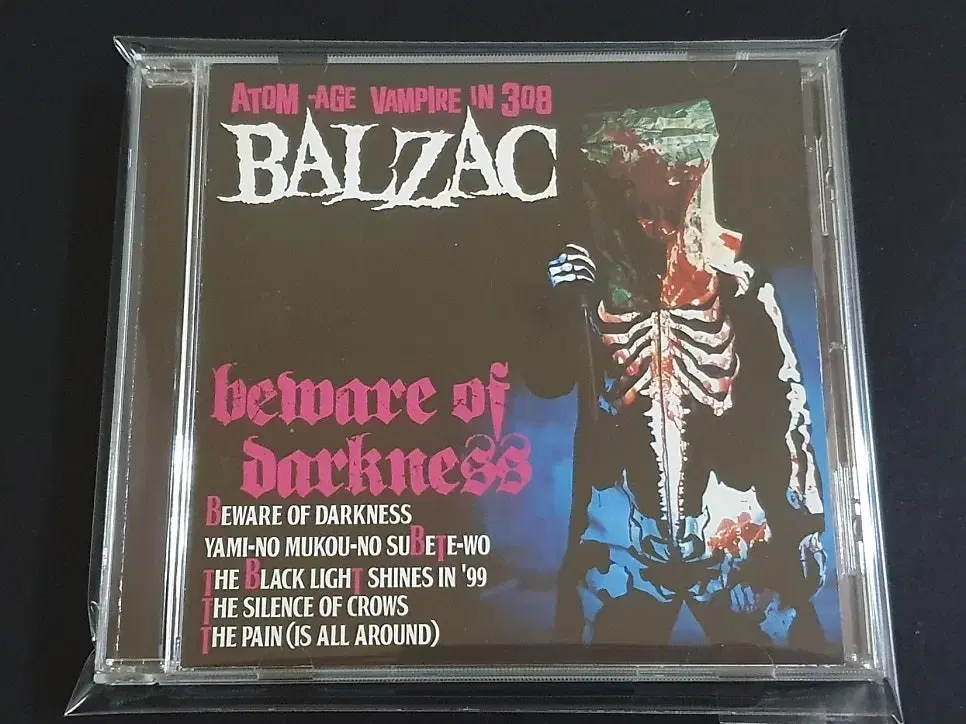 ATOM-AGE VAMPIRE IN 308
BALZAC
beware of
darkness
BEWARE OF DARKNESS
YAMI-NO MUKOU-NO SUBETE-WO
THE BLACK LIGHT SHINES IN '99
THE SILENCE OF CROWS
THE PAIN (IS ALL AROUND)